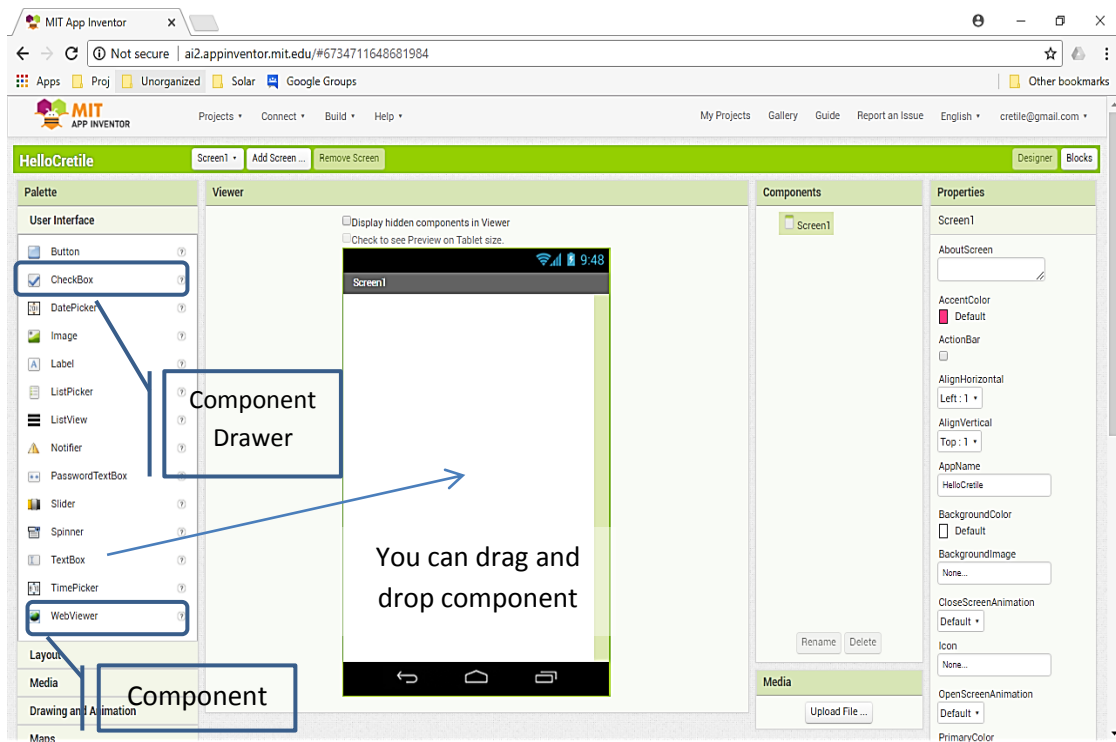 MIT App Inventor
Not secure | ai2.appinventor.mit.edu/#6734711648681984
Apps Proj Unorganized Solar Google Groups Other bookmarks
MIT
APP INVENTOR
Projects Connect Build Help My Projects Gallery Guide Report an Issue English cretile@gmail.com
HelloCretile Screen1 Add Screen ... Remove Screen Designer Blocks
Palette Viewer Components Properties
User Interface
Button
CheckBox
DatePicker
Image
Label
ListPicker
ListView
Notifier
PasswordTextBox
Slider
Spinner
TextBox
TimePicker
WebViewer
Layout
Media
Drawing and Animation
Maps
Component
Drawer
Component
Display hidden components in Viewer
Check to see Preview on Tablet size.
9:48
Screen1
You can drag and
drop component
Screen1
Rename Delete
Media
Upload File ...
Screen1
AboutScreen
AccentColor
Default
ActionBar
AlignHorizontal
Left : 1
AlignVertical
Top : 1
AppName
HelloCretile
BackgroundColor
Default
BackgroundImage
None...
CloseScreenAnimation
Default
Icon
None...
OpenScreenAnimation
Default
PrimaryColor